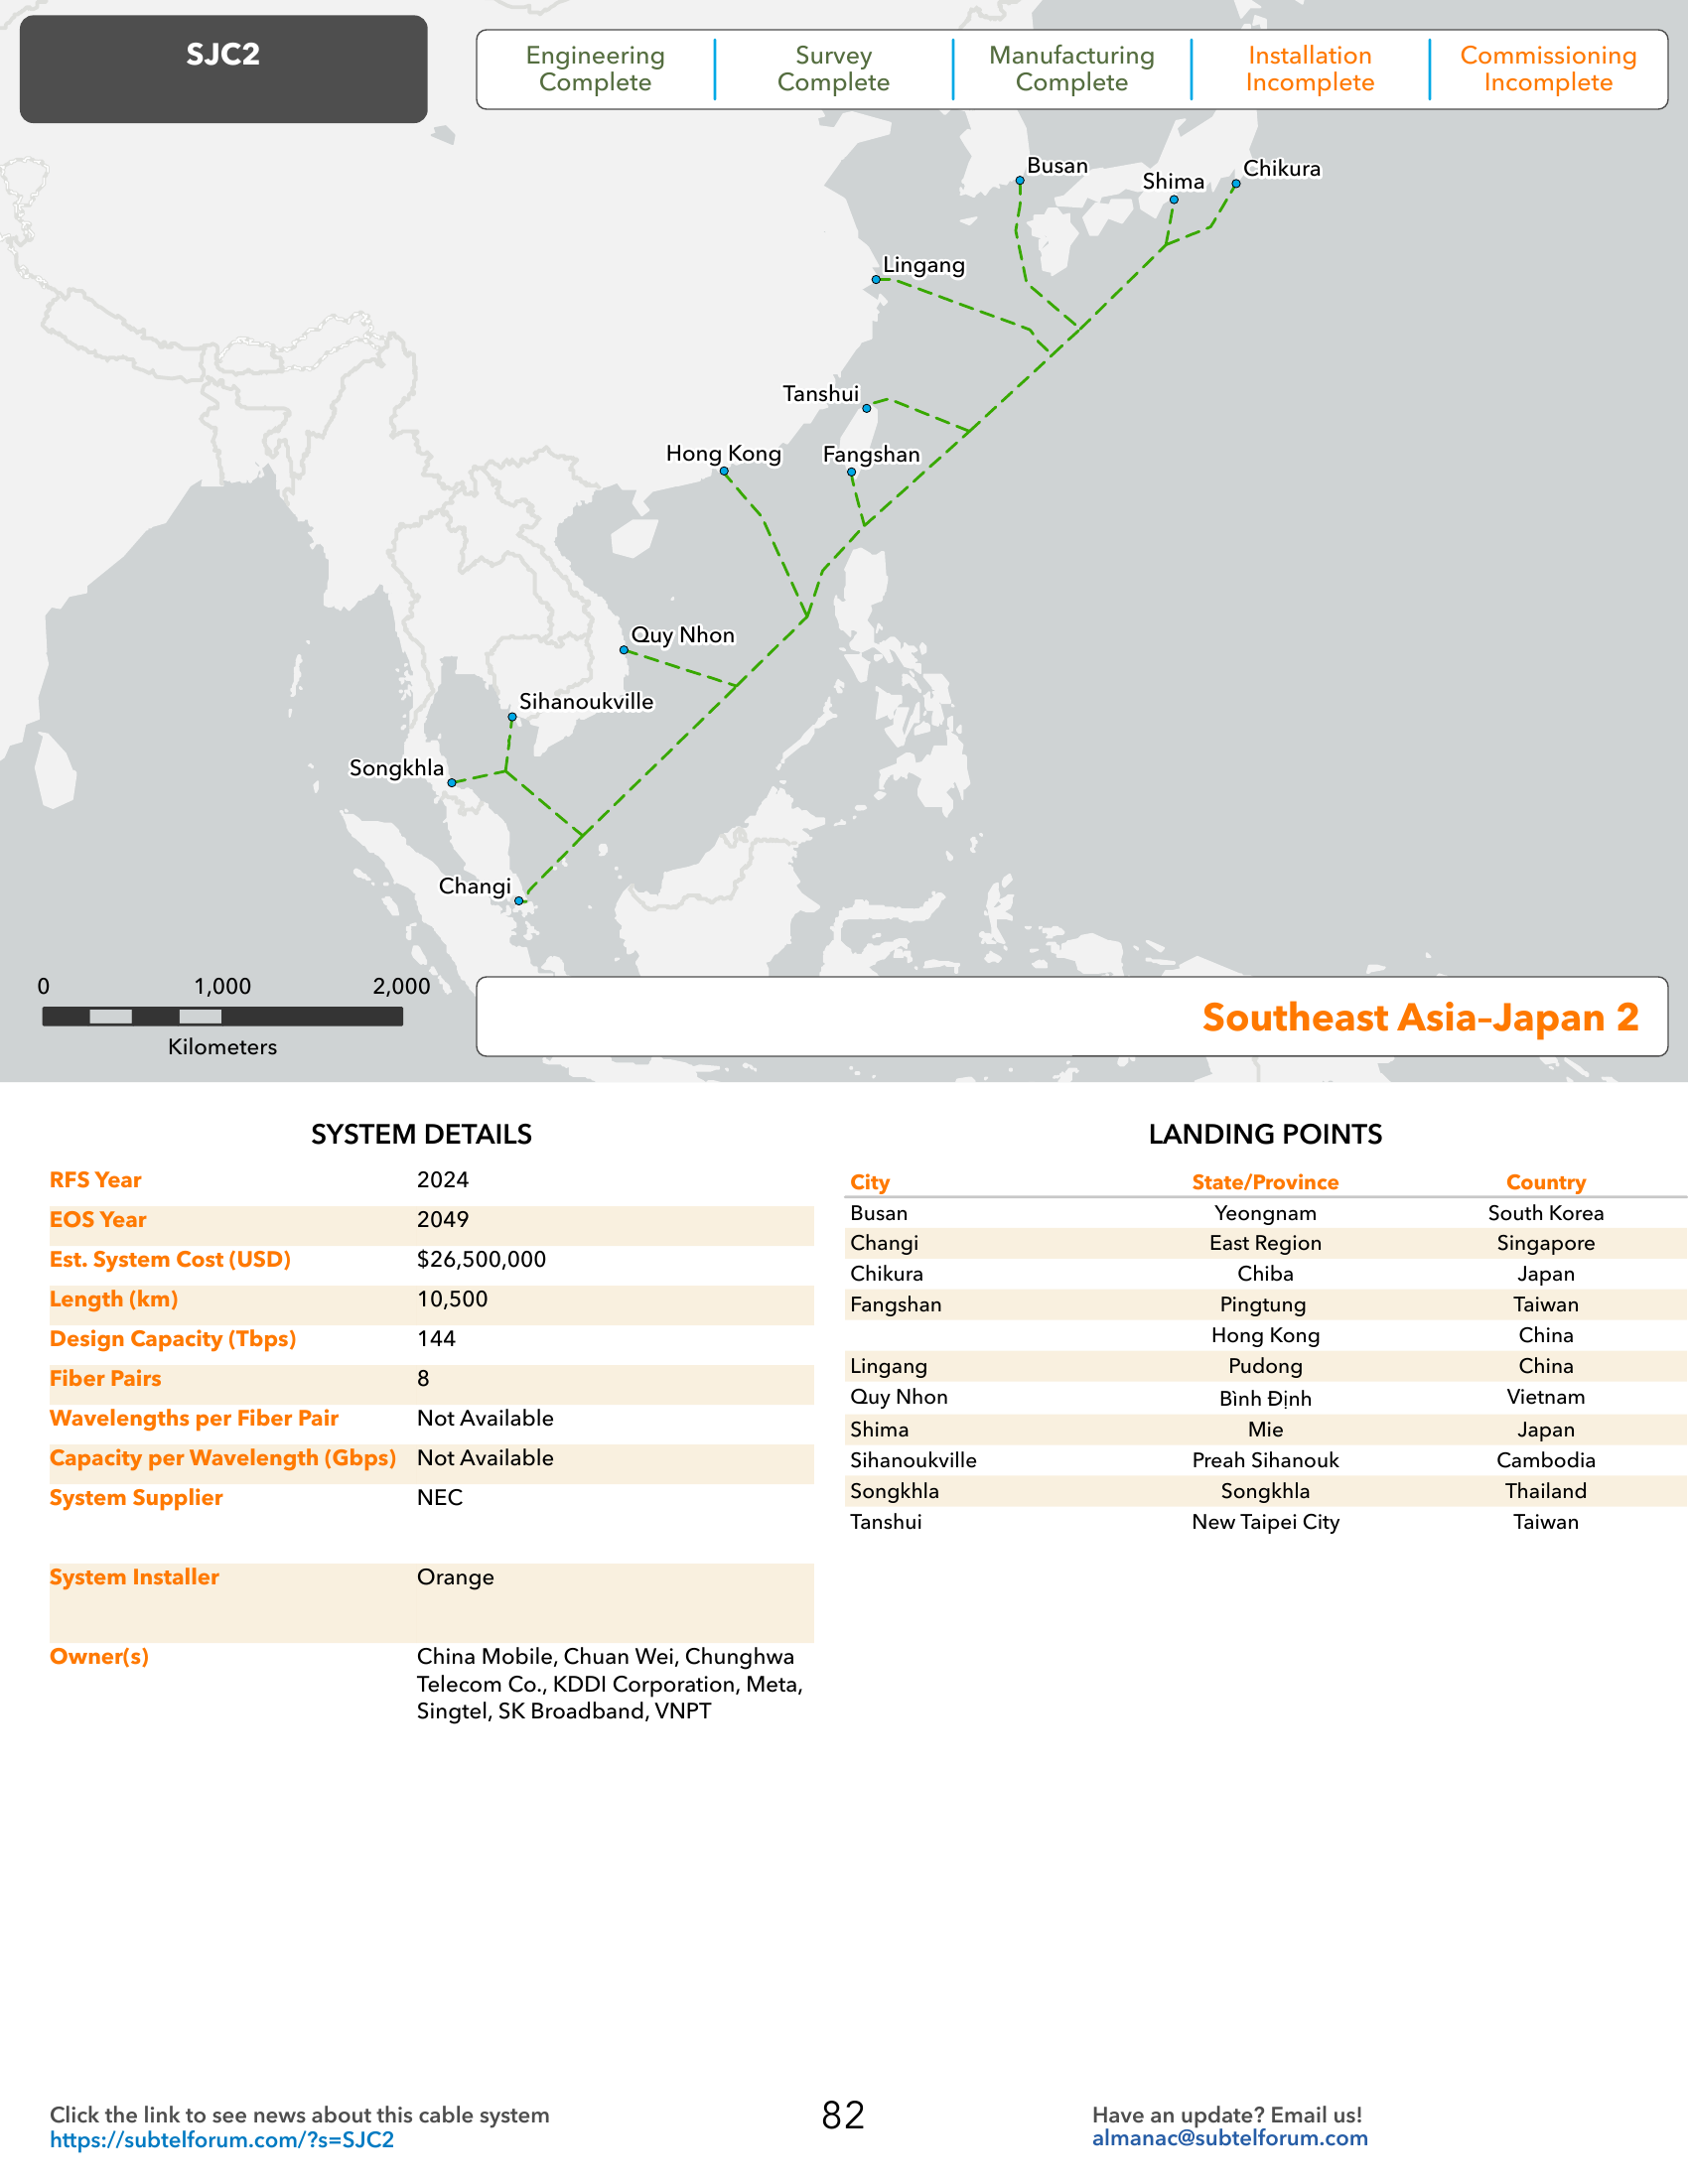 SJC2
Engineering
Complete
Survey
Complete
Manufacturing
Complete
Installation
Incomplete
Commissioning
Incomplete
Busan
Shima
Chikura
Lingang
Tanshui
Hong Kong
Fangshan
Quy Nhon
Sihanoukville
Songkhla
Changi
0 1,000 2,000
Kilometers
Southeast Asia–Japan 2
SYSTEM DETAILS
RFS Year 2024
EOS Year 2049
Est. System Cost (USD) $26,500,000
Length (km) 10,500
Design Capacity (Tbps) 144
Fiber Pairs 8
Wavelengths per Fiber Pair Not Available
Capacity per Wavelength (Gbps) Not Available
System Supplier NEC
System Installer Orange
Owner(s) China Mobile, Chuan Wei, Chunghwa
Telecom Co., KDDI Corporation, Meta,
Singtel, SK Broadband, VNPT
LANDING POINTS
City State/Province Country
Busan Yeongnam South Korea
Changi East Region Singapore
Chikura Chiba Japan
Fangshan Pingtung Taiwan
Hong Kong China
Lingang Pudong China
Quy Nhon Bình Định Vietnam
Shima Mie Japan
Sihanoukville Preah Sihanouk Cambodia
Songkhla Songkhla Thailand
Tanshui New Taipei City Taiwan
Click the link to see news about this cable system
https://subtelforum.com/?s=SJC2
82
Have an update? Email us!
almanac@subtelforum.com